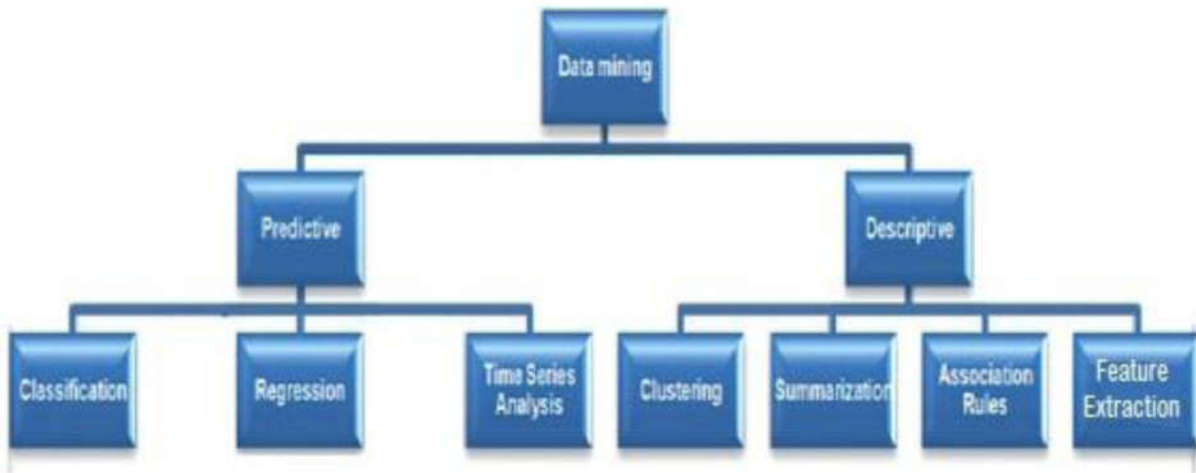 Data mining
Predictive
Descriptive
Classification
Regression
Time Series
Analysis
Clustering
Summarization
Association
Rules
Feature
Extraction